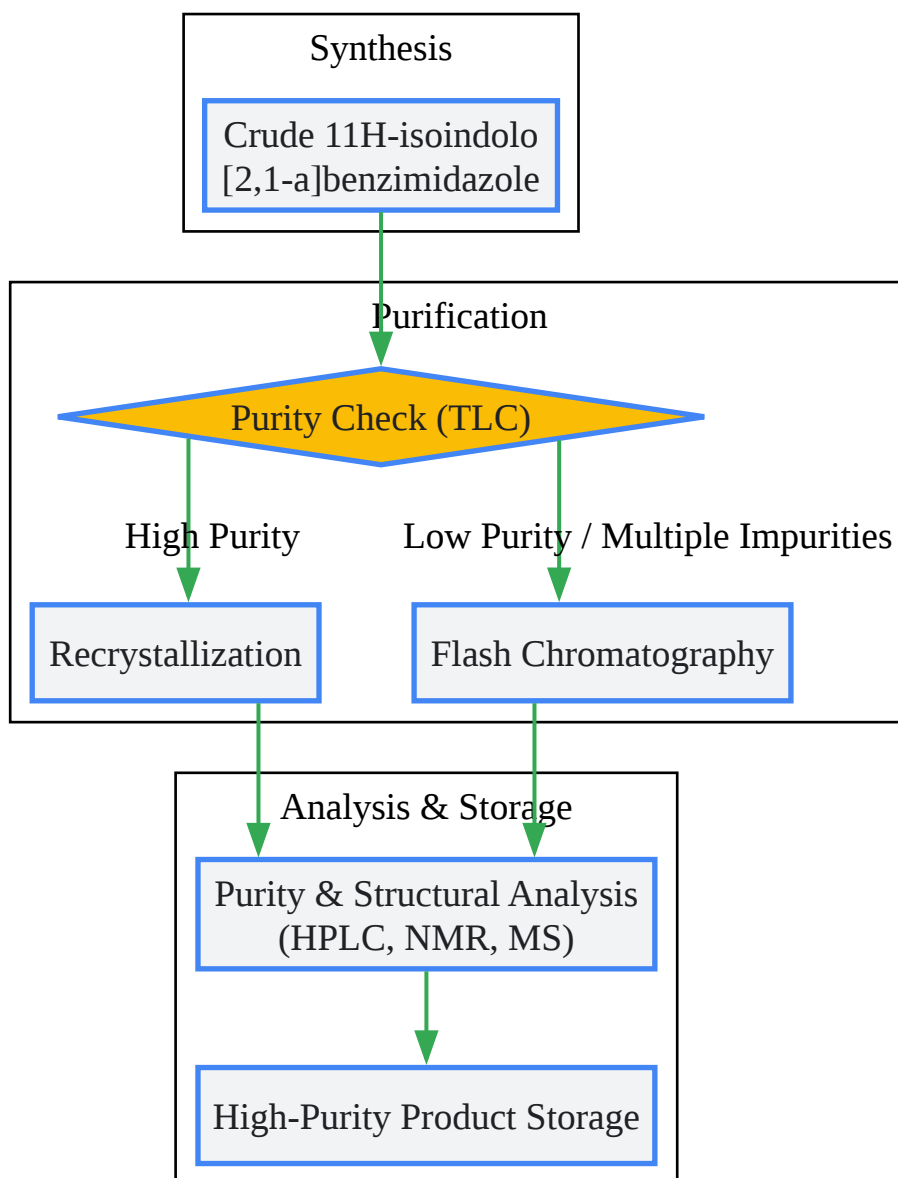 Synthesis
Crude 11H-isoindolo
[2,1-a]benzimidazole
Purification
Purity Check (TLC)
High Purity
Low Purity / Multiple Impurities
Recrystallization
Flash Chromatography
Analysis & Storage
Purity & Structural Analysis
(HPLC, NMR, MS)
High-Purity Product Storage